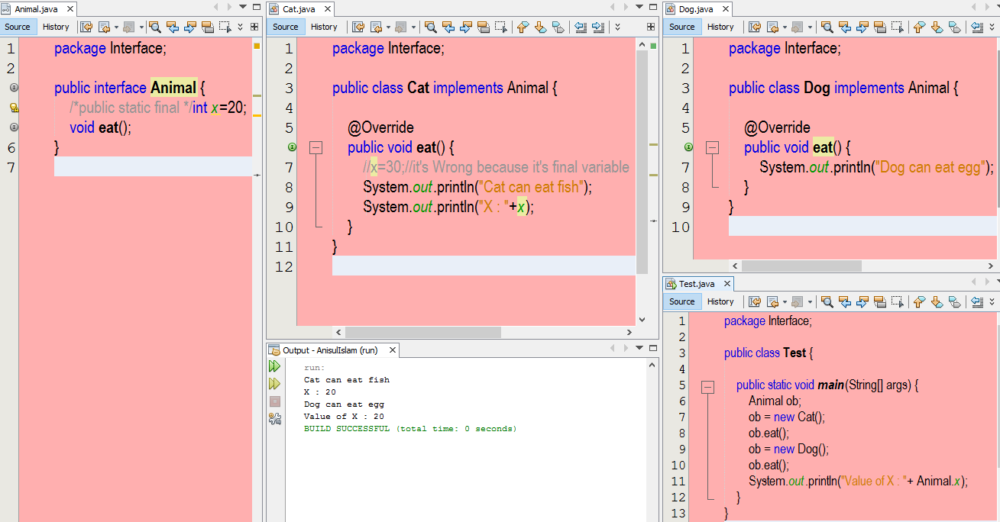 Animal.java
Source History
1 package Interface;
2
3 public interface Animal {
/*public static final */int x=20;
void eat();
6 }
7
Cat.java
Source History
1 package Interface;
2
3 public class Cat implements Animal {
4
5 @Override
public void eat() {
7 //x=30;//it's Wrong because it's final variable
8 System.out.println("Cat can eat fish");
9 System.out.println("X : "+x);
10 }
11 }
12
Output - AnisulIslam (run)
run:
Cat can eat fish
X : 20
Dog can eat egg
Value of X : 20
BUILD SUCCESSFUL (total time: 0 seconds)
Dog.java
Source History
1 package Interface;
2
3 public class Dog implements Animal {
4
5 @Override
public void eat() {
7 System.out.println("Dog can eat egg");
8 }
9 }
10
Test.java
Source History
1 package Interface;
2
3 public class Test {
4
5 public static void main(String[] args) {
6 Animal ob;
7 ob = new Cat();
8 ob.eat();
9 ob = new Dog();
10 ob.eat();
11 System.out.println("Value of X : "+ Animal.x);
12 }
13 }